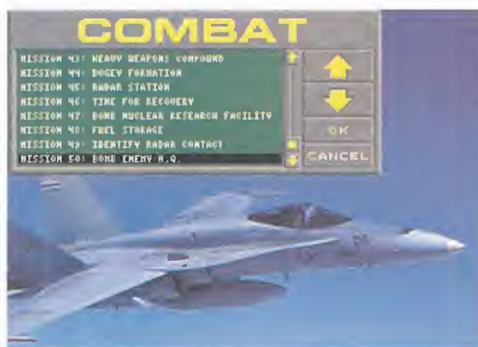 COMBAT
MISSION 43: HEAVY WEAPONS COMPOUND
MISSION 44: BOGEY FORMATION
MISSION 45: RADAR STATION
MISSION 46: TIME FOR RECOVERY
MISSION 47: BOMB NUCLEAR RESEARCH FACILITY
MISSION 48: FUEL STORAGE
MISSION 49: IDENTIFY RADAR CONTACT
MISSION 50: BOMB ENEMY H.Q.
OK
CANCEL